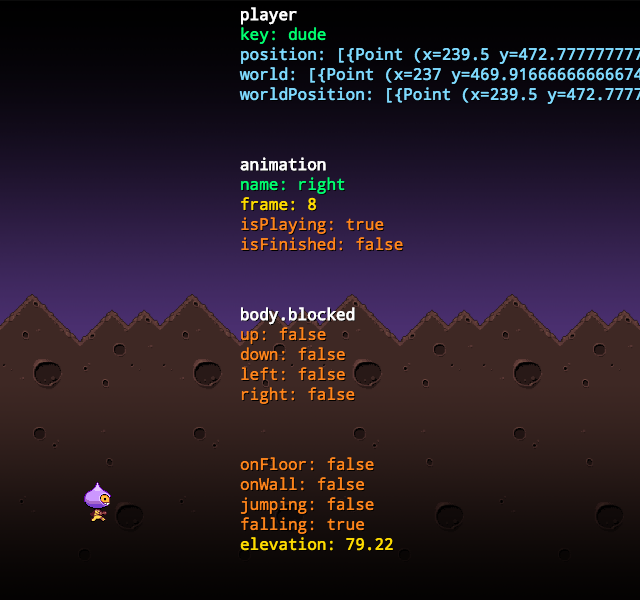 player
key: dude
position: [{Point (x=239.5 y=472.777777777
world: [{Point (x=237 y=469.91666666666674
worldPosition: [{Point (x=239.5 y=472.7777
animation
name: right
frame: 8
isPlaying: true
isFinished: false
body.blocked
up: false
down: false
left: false
right: false
onFloor: false
onWall: false
jumping: false
falling: true
elevation: 79.22